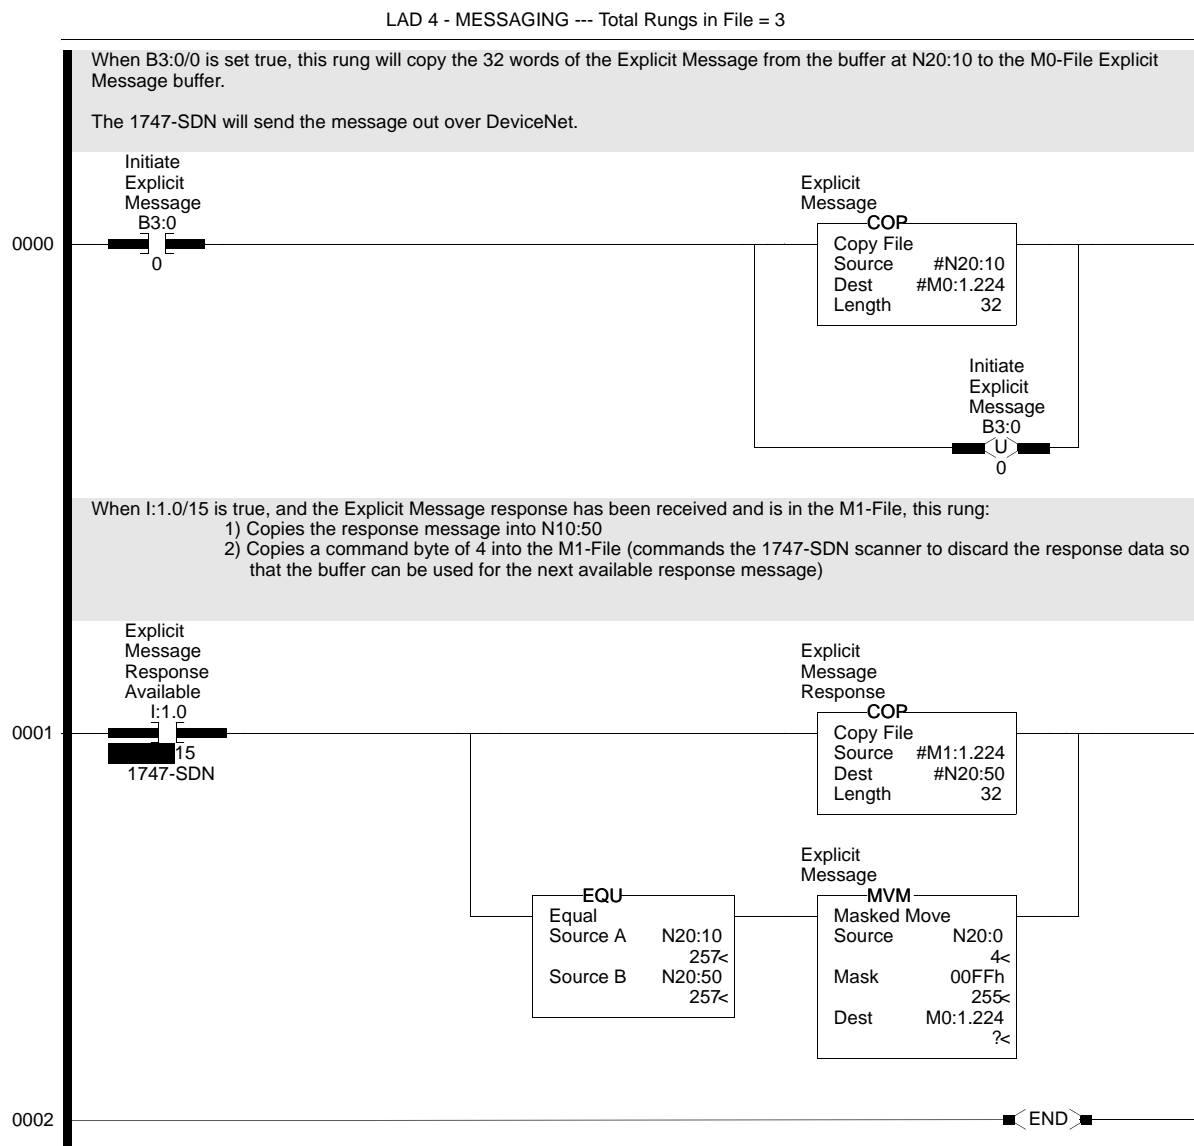 LAD 4 - MESSAGING --- Total Rungs in File = 3
When B3:0/0 is set true, this rung will copy the 32 words of the Explicit Message from the buffer at N20:10 to the M0-File Explicit
Message buffer.
The 1747-SDN will send the message out over DeviceNet.
Initiate
Explicit
Message
B3:0
0
0000
Explicit
Message
COP
Copy File
Source #N20:10
Dest #M0:1.224
Length 32
Initiate
Explicit
Message
B3:0
U
0
When I:1.0/15 is true, and the Explicit Message response has been received and is in the M1-File, this rung:
1) Copies the response message into N10:50
2) Copies a command byte of 4 into the M1-File (commands the 1747-SDN scanner to discard the response data so
that the buffer can be used for the next available response message)
Explicit
Message
Response
Available
I:1.0
0001
15
1747-SDN
Explicit
Message
Response
COP
Copy File
Source #M1:1.224
Dest #N20:50
Length 32
EQU
Equal
Source A N20:10
257<
Source B N20:50
257<
Explicit
Message
MVM
Masked Move
Source N20:0
4<
Mask 00FFh
255<
Dest M0:1.224
?<
0002
END